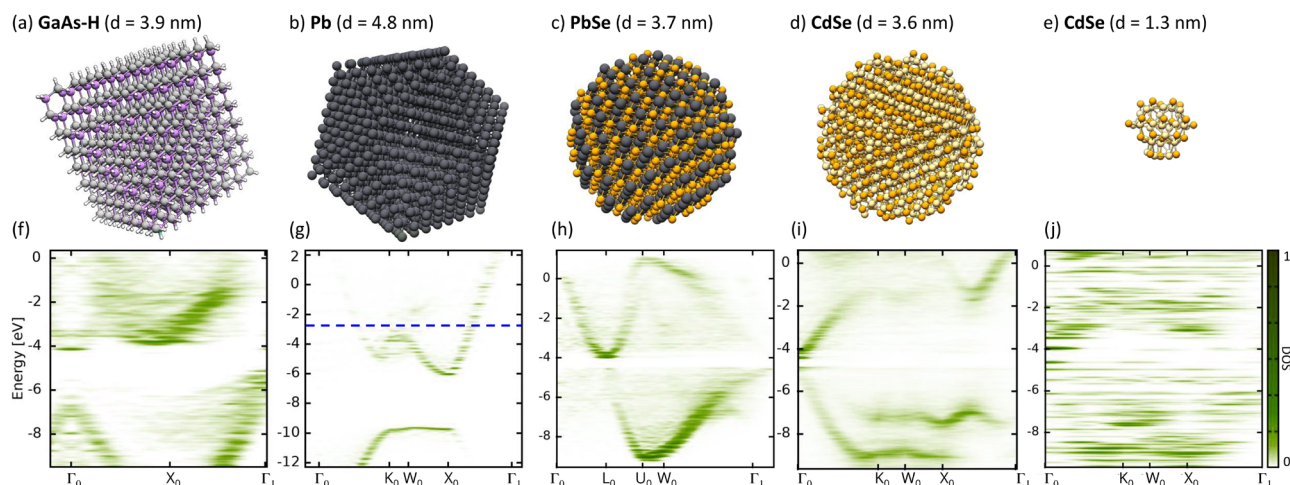 (a) GaAs-H (d = 3.9 nm)
b) Pb (d = 4.8 nm)
c) PbSe (d = 3.7 nm)
d) CdSe (d = 3.6 nm)
e) CdSe (d = 1.3 nm)
(f)
(g)
(h)
(i)
(j)
Energy [eV]
0
-2
-4
-6
-8
Γ₀ X₀ Γ₁
2
0
-2
-4
-6
-8
-10
-12
Γ₀ K₀ W₀ X₀ Γ₁
0
-2
-4
-6
-8
Γ₀ L₀ U₀ W₀ Γ₁
0
-2
-4
-6
-8
Γ₀ K₀ W₀ X₀ Γ₁
0
-2
-4
-6
-8
K₀ W₀ X₀ Γ₁
1
DOS
0